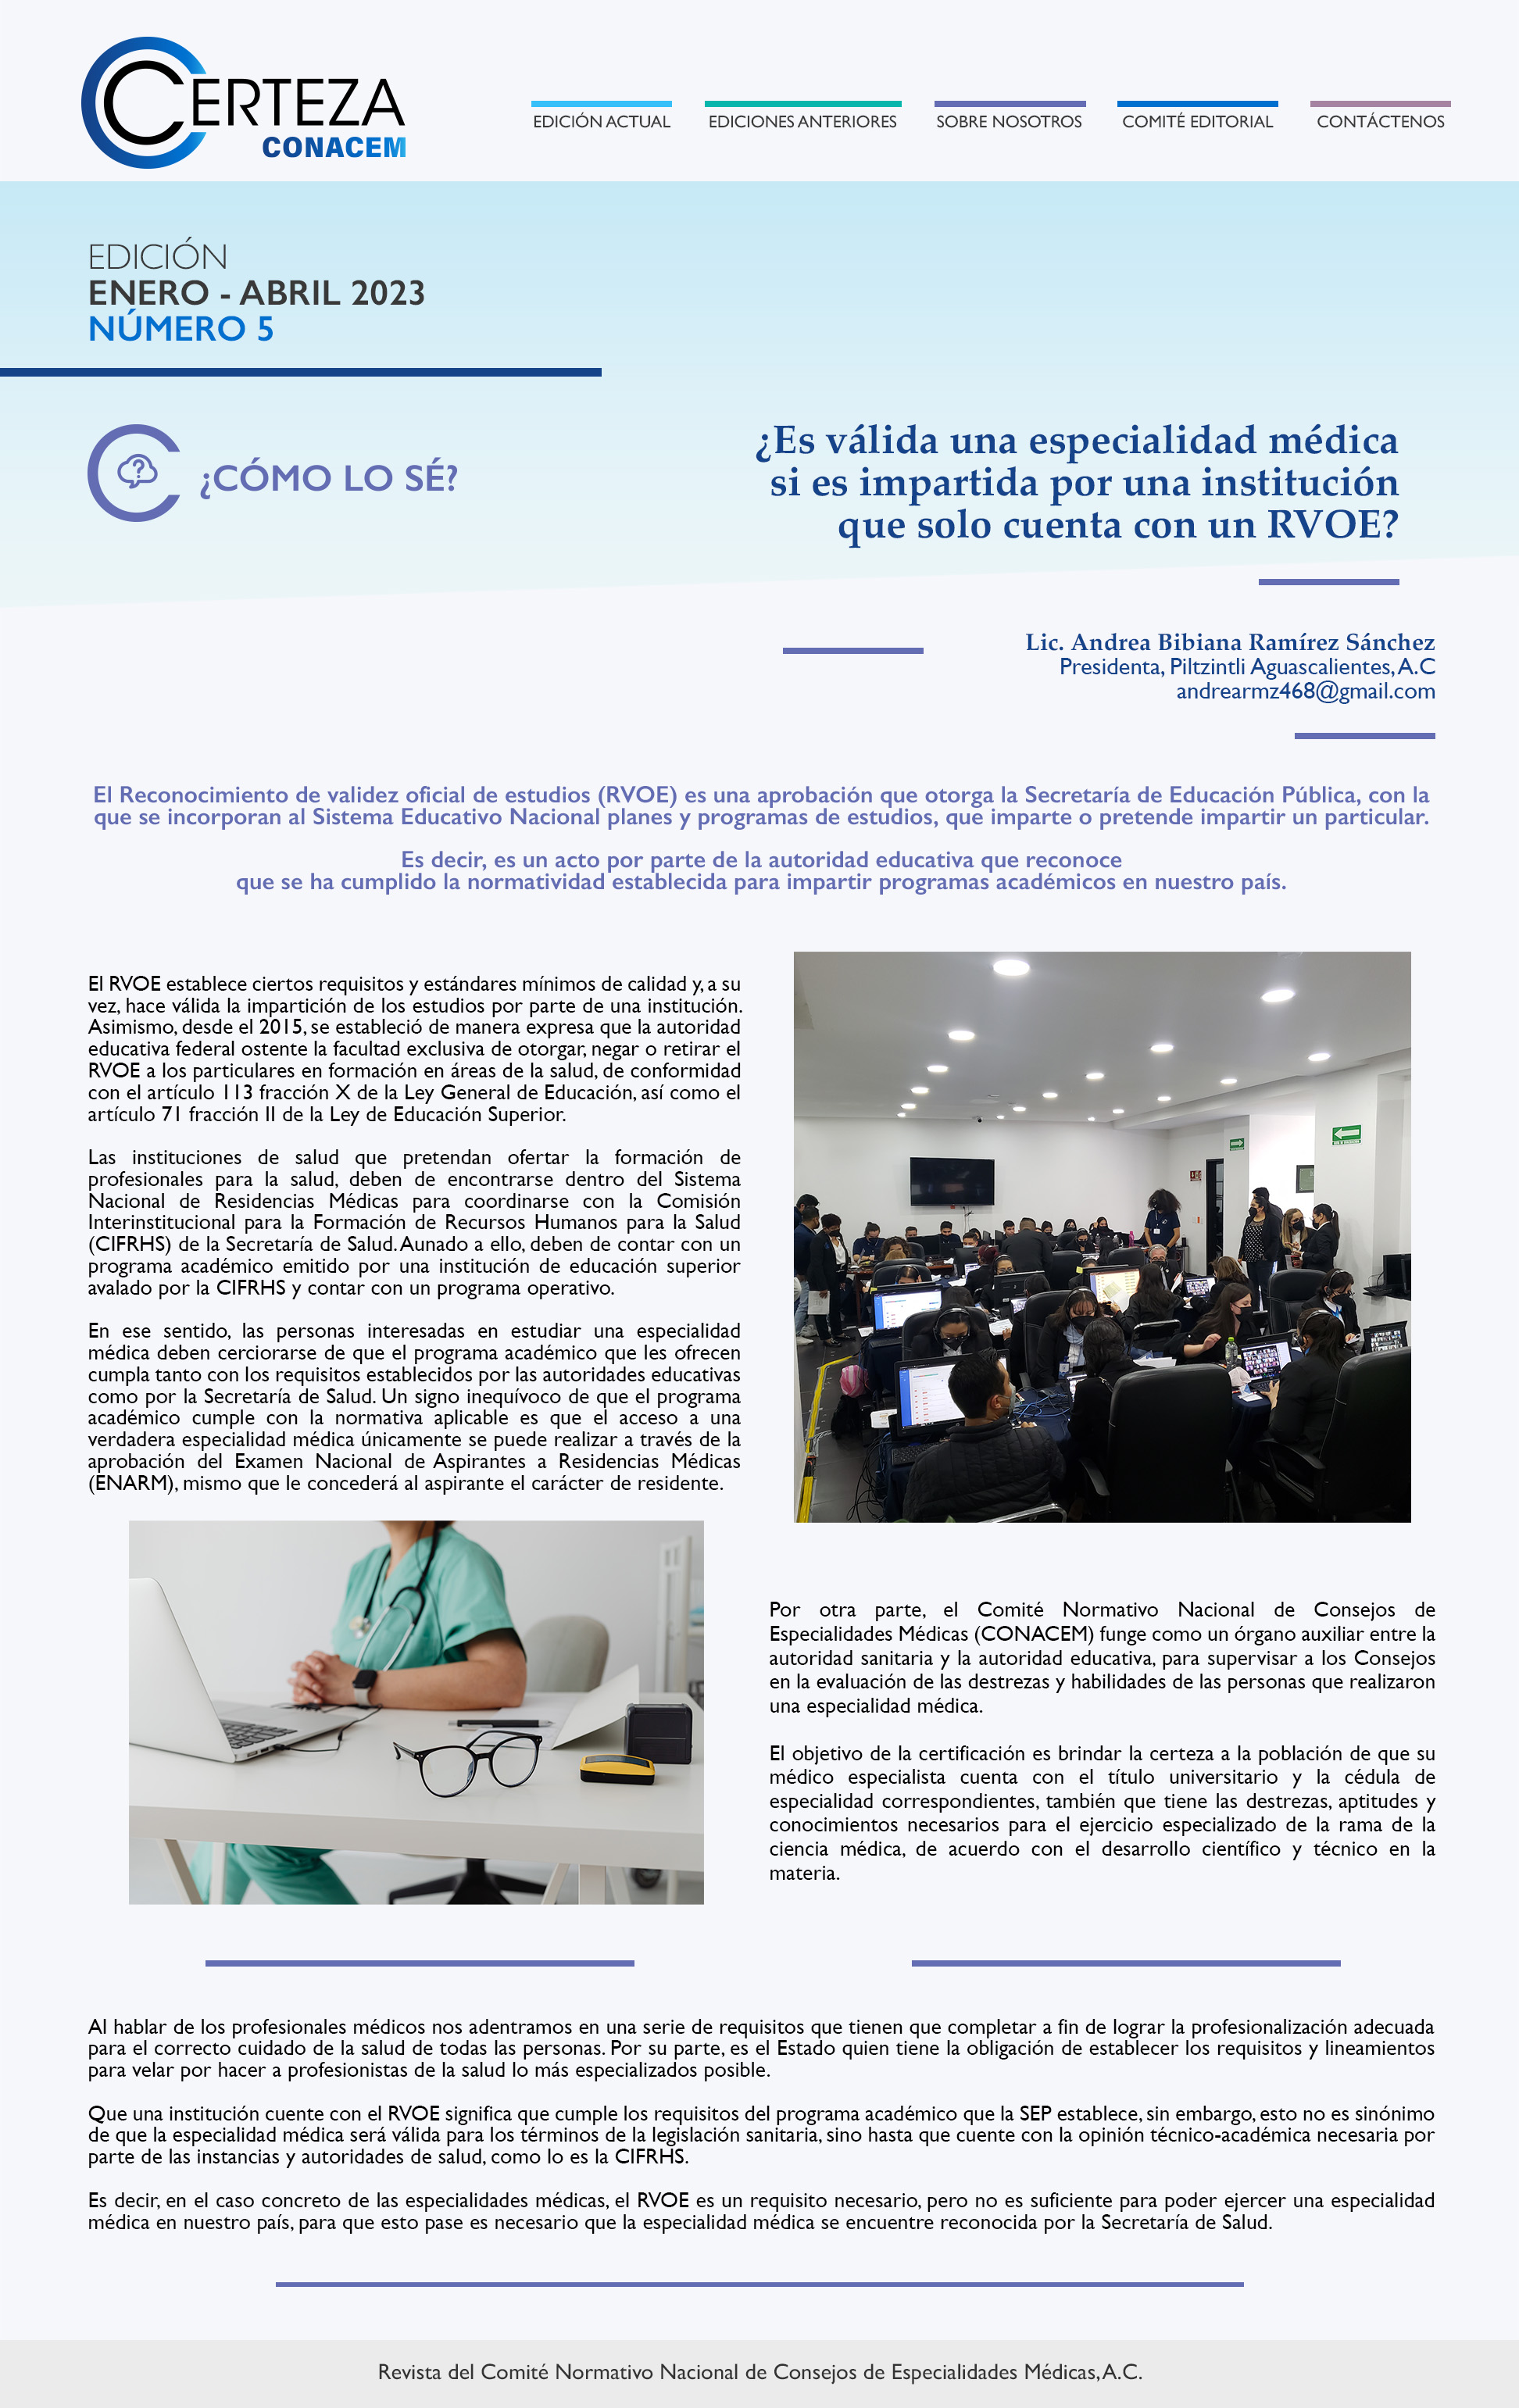 CERTEZA
CONACEM
EDICIÓN ACTUAL
EDICIONES ANTERIORES
SOBRE NOSOTROS
COMITÉ EDITORIAL
CONTÁCTENOS
EDICIÓN
ENERO - ABRIL 2023
NÚMERO 5
¿CÓMO LO SÉ?
¿Es válida una especialidad médica
si es impartida por una institución
que solo cuenta con un RVOE?
Lic. Andrea Bibiana Ramírez Sánchez
Presidenta, Piltzintli Aguascalientes, A.C
andrearmz468@gmail.com
El Reconocimiento de validez oficial de estudios (RVOE) es una aprobación que otorga la Secretaría de Educación Pública, con la
que se incorporan al Sistema Educativo Nacional planes y programas de estudios, que imparte o pretende impartir un particular.
Es decir, es un acto por parte de la autoridad educativa que reconoce
que se ha cumplido la normatividad establecida para impartir programas académicos en nuestro país.
El RVOE establece ciertos requisitos y estándares mínimos de calidad y, a su
vez, hace válida la impartición de los estudios por parte de una institución.
Asimismo, desde el 2015, se estableció de manera expresa que la autoridad
educativa federal ostente la facultad exclusiva de otorgar, negar o retirar el
RVOE a los particulares en formación en áreas de la salud, de conformidad
con el artículo 113 fracción X de la Ley General de Educación, así como el
artículo 71 fracción II de la Ley de Educación Superior.
Las instituciones de salud que pretendan ofertar la formación de
profesionales para la salud, deben de encontrarse dentro del Sistema
Nacional de Residencias Médicas para coordinarse con la Comisión
Interinstitucional para la Formación de Recursos Humanos para la Salud
(CIFRHS) de la Secretaría de Salud. Aunado a ello, deben de contar con un
programa académico emitido por una institución de educación superior
avalado por la CIFRHS y contar con un programa operativo.
En ese sentido, las personas interesadas en estudiar una especialidad
médica deben cerciorarse de que el programa académico que les ofrecen
cumpla tanto con los requisitos establecidos por las autoridades educativas
como por la Secretaría de Salud. Un signo inequívoco de que el programa
académico cumple con la normativa aplicable es que el acceso a una
verdadera especialidad médica únicamente se puede realizar a través de la
aprobación del Examen Nacional de Aspirantes a Residencias Médicas
(ENARM), mismo que le concederá al aspirante el carácter de residente.
Por otra parte, el Comité Normativo Nacional de Consejos de
Especialidades Médicas (CONACEM) funge como un órgano auxiliar entre la
autoridad sanitaria y la autoridad educativa, para supervisar a los Consejos
en la evaluación de las destrezas y habilidades de las personas que realizaron
una especialidad médica.
El objetivo de la certificación es brindar la certeza a la población de que su
médico especialista cuenta con el título universitario y la cédula de
especialidad correspondientes, también que tiene las destrezas, aptitudes y
conocimientos necesarios para el ejercicio especializado de la rama de la
ciencia médica, de acuerdo con el desarrollo científico y técnico en la
materia.
Al hablar de los profesionales médicos nos adentramos en una serie de requisitos que tienen que completar a fin de lograr la profesionalización adecuada
para el correcto cuidado de la salud de todas las personas. Por su parte, es el Estado quien tiene la obligación de establecer los requisitos y lineamientos
para velar por hacer a profesionistas de la salud lo más especializados posible.
Que una institución cuente con el RVOE significa que cumple los requisitos del programa académico que la SEP establece, sin embargo, esto no es sinónimo
de que la especialidad médica será válida para los términos de la legislación sanitaria, sino hasta que cuente con la opinión técnico-académica necesaria por
parte de las instancias y autoridades de salud, como lo es la CIFRHS.
Es decir, en el caso concreto de las especialidades médicas, el RVOE es un requisito necesario, pero no es suficiente para poder ejercer una especialidad
médica en nuestro país, para que esto pase es necesario que la especialidad médica se encuentre reconocida por la Secretaría de Salud.
Revista del Comité Normativo Nacional de Consejos de Especialidades Médicas, A.C.